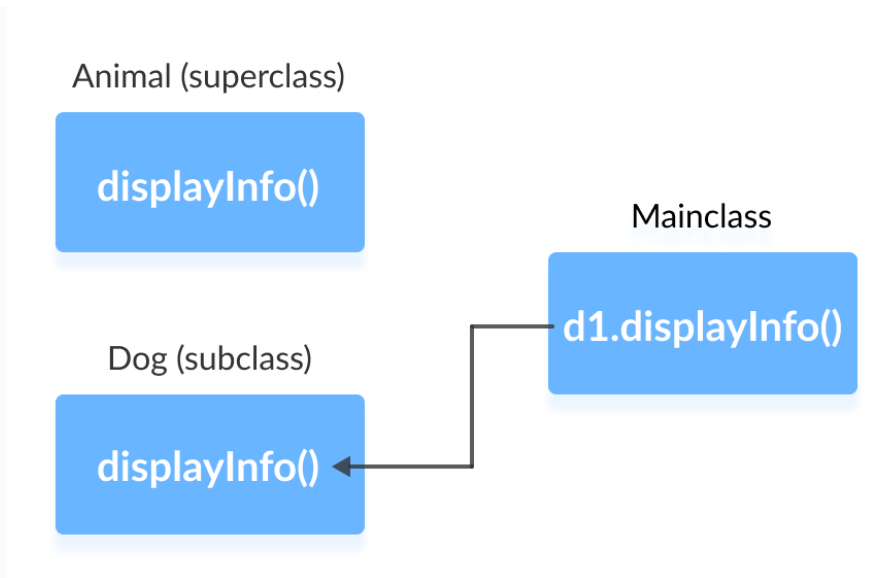 Animal (superclass)
displayInfo()
Mainclass
d1.displayInfo()
Dog (subclass)
displayInfo()